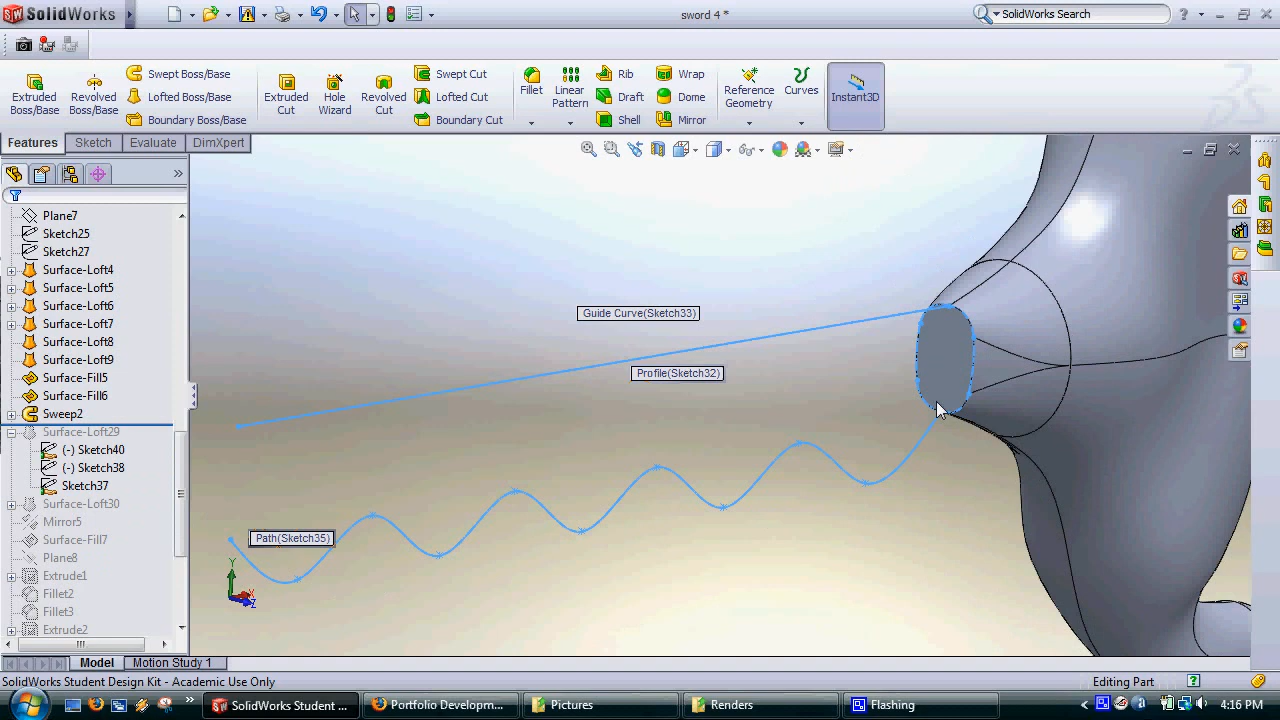 SolidWorks
sword 4 *
SolidWorks Search
Extruded Boss/Base
Revolved Boss/Base
Swept Boss/Base
Lofted Boss/Base
Boundary Boss/Base
Extruded Cut
Hole Wizard
Revolved Cut
Swept Cut
Lofted Cut
Boundary Cut
Fillet
Linear Pattern
Rib
Draft
Shell
Wrap
Dome
Mirror
Reference Geometry
Curves
Instant3D
Features
Sketch
Evaluate
DimXpert
Plane7
Sketch25
Sketch27
Surface-Loft4
Surface-Loft5
Surface-Loft6
Surface-Loft7
Surface-Loft8
Surface-Loft9
Surface-Fill5
Surface-Fill6
Sweep2
Surface-Loft29
(-) Sketch40
(-) Sketch38
Sketch37
Surface-Loft30
Mirror5
Surface-Fill7
Plane8
Extrude1
Fillet2
Fillet3
Extrude2
Guide Curve(Sketch33)
Profile(Sketch32)
Path(Sketch35)
Y
X
Z
Model
Motion Study 1
SolidWorks Student Design Kit - Academic Use Only
Editing Part
SolidWorks Student ...
Portfolio Developm...
Pictures
Renders
Flashing
4:16 PM